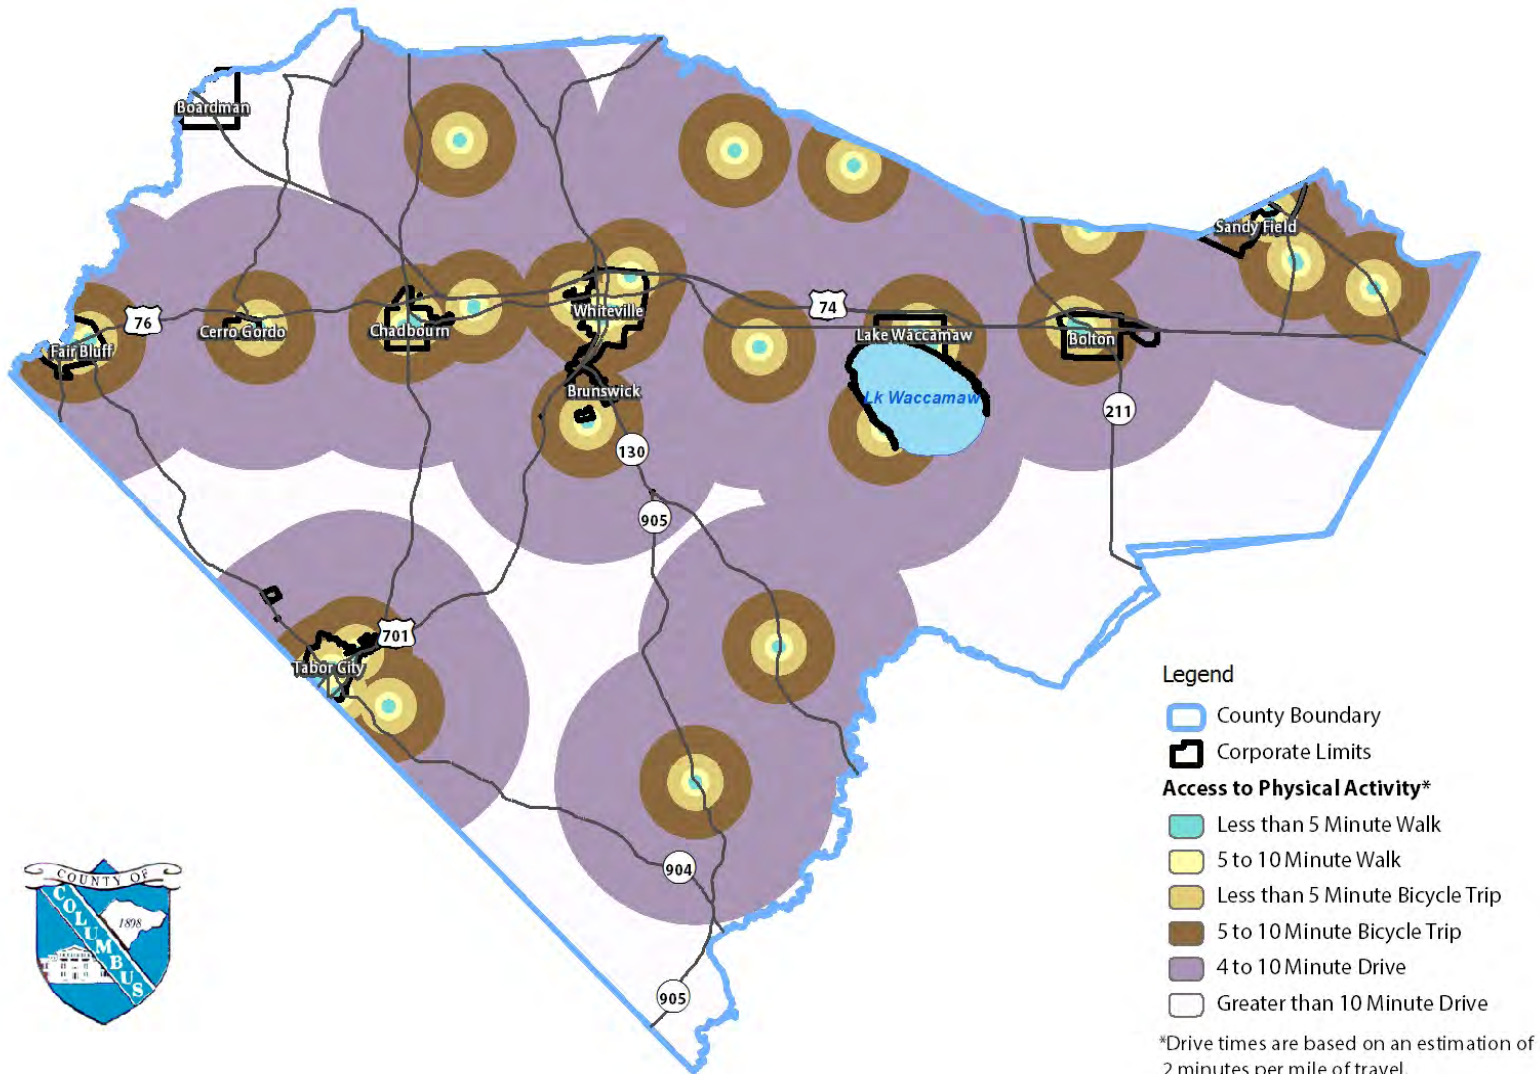 Boardman
Sandy Field
76
Cerro Gordo
Chadbourn
Whiteville
74
Lake Waccamaw
Bolton
Fair Bluff
Brunswick
Lk Waccamaw
211
130
905
701
Tabor City
904
905
COUNTY OF
COLUMBUS
1898
Legend
County Boundary
Corporate Limits
Access to Physical Activity*
Less than 5 Minute Walk
5 to 10 Minute Walk
Less than 5 Minute Bicycle Trip
5 to 10 Minute Bicycle Trip
4 to 10 Minute Drive
Greater than 10 Minute Drive
*Drive times are based on an estimation of
2 minutes per mile of travel.